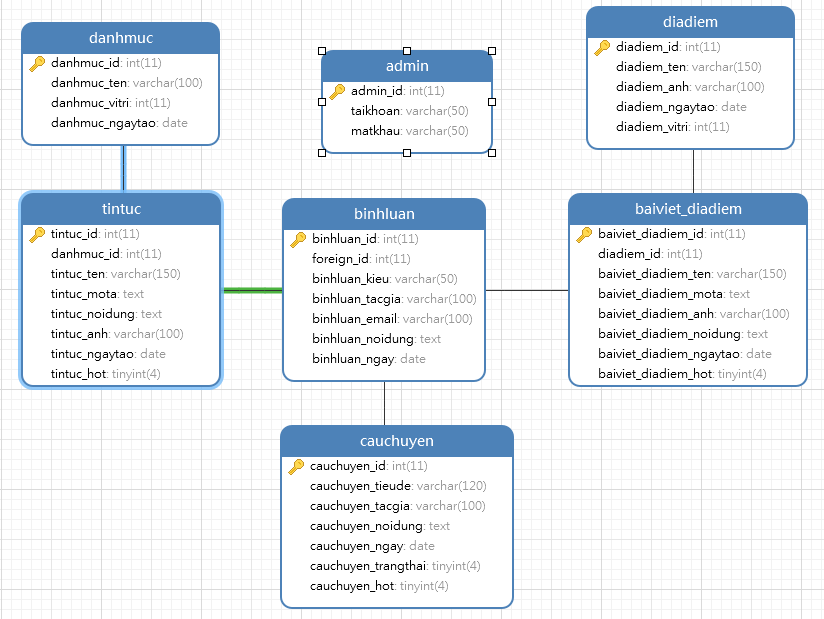 danhmuc
danhmuc_id: int(11)
danhmuc_ten: varchar(100)
danhmuc_vitri: int(11)
danhmuc_ngaytao: date
admin
admin_id: int(11)
taikhoan: varchar(50)
matkhau: varchar(50)
diadiem
diadiem_id: int(11)
diadiem_ten: varchar(150)
diadiem_anh: varchar(100)
diadiem_ngaytao: date
diadiem_vitri: int(11)
tintuc
tintuc_id: int(11)
danhmuc_id: int(11)
tintuc_ten: varchar(150)
tintuc_mota: text
tintuc_noidung: text
tintuc_anh: varchar(100)
tintuc_ngaytao: date
tintuc_hot: tinyint(4)
binhluan
binhluan_id: int(11)
foreign_id: int(11)
binhluan_kieu: varchar(50)
binhluan_tacgia: varchar(100)
binhluan_email: varchar(100)
binhluan_noidung: text
binhluan_ngay: date
baiviet_diadiem
baiviet_diadiem_id: int(11)
diadiem_id: int(11)
baiviet_diadiem_ten: varchar(150)
baiviet_diadiem_mota: text
baiviet_diadiem_anh: varchar(100)
baiviet_diadiem_noidung: text
baiviet_diadiem_ngaytao: date
baiviet_diadiem_hot: tinyint(4)
cauchuyen
cauchuyen_id: int(11)
cauchuyen_tieude: varchar(120)
cauchuyen_tacgia: varchar(100)
cauchuyen_noidung: text
cauchuyen_ngay: date
cauchuyen_trangthai: tinyint(4)
cauchuyen_hot: tinyint(4)